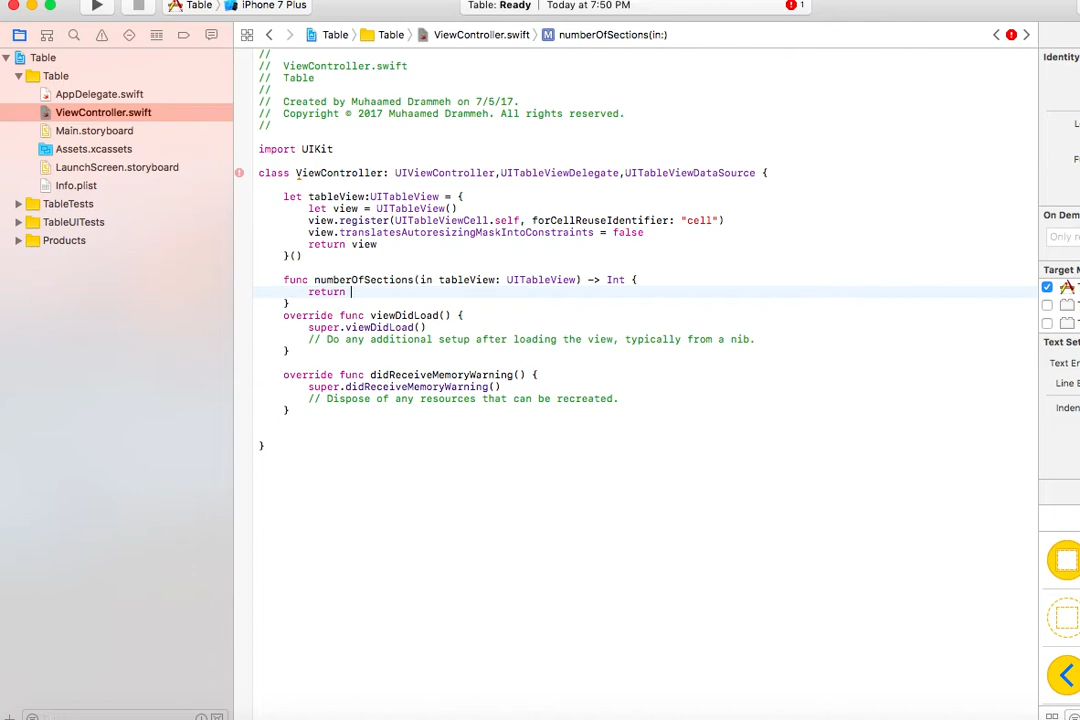 Table 〉 iPhone 7 Plus
Table: Ready | Today at 7:50 PM
1
Table 〉 Table 〉 ViewController.swift 〉 M numberOfSections(in:)
Table
Table
AppDelegate.swift
ViewController.swift
Main.storyboard
Assets.xcassets
LaunchScreen.storyboard
Info.plist
TableTests
TableUITests
Products
//
//  ViewController.swift
//  Table
//
//  Created by Muhaamed Drammeh on 7/5/17.
//  Copyright © 2017 Muhaamed Drammeh. All rights reserved.
//
import UIKit
class ViewController: UIViewController,UITableViewDelegate,UITableViewDataSource {
let tableView:UITableView = {
let view = UITableView()
view.register(UITableViewCell.self, forCellReuseIdentifier: "cell")
view.translatesAutoresizingMaskIntoConstraints = false
return view
}()
func numberOfSections(in tableView: UITableView) -> Int {
return
}
override func viewDidLoad() {
super.viewDidLoad()
// Do any additional setup after loading the view, typically from a nib.
}
override func didReceiveMemoryWarning() {
super.didReceiveMemoryWarning()
// Dispose of any resources that can be recreated.
}
}
Identity
On Dem
Only re
Target M
Text Set
Text En
Line E
Inden